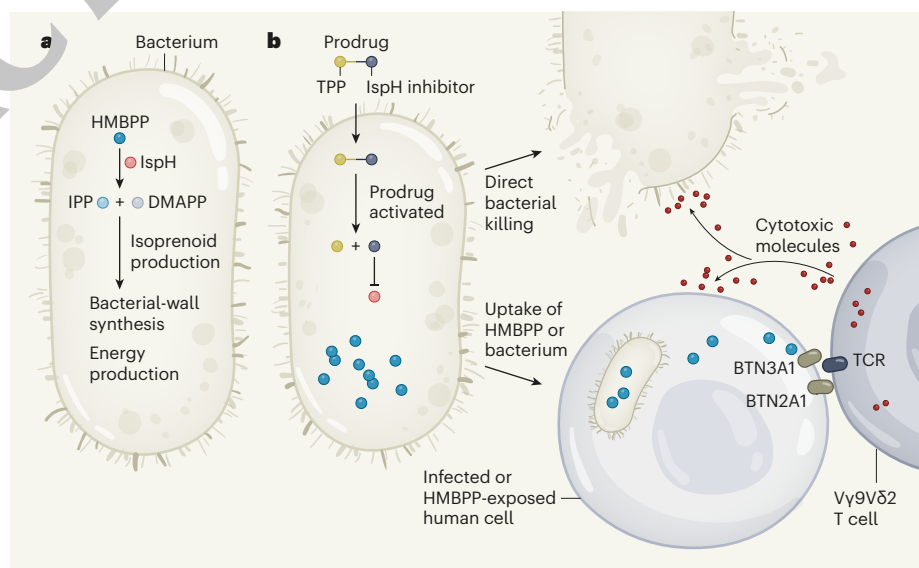 a
Bacterium
HMBPP
IspH
IPP + DMAPP
Isoprenoid
production
Bacterial-wall
synthesis
Energy
production
b
Prodrug
TPP
IspH inhibitor
Prodrug
activated
+
Direct
bacterial
killing
Uptake of
HMBPP or
bacterium
Cytotoxic
molecules
BTN3A1
TCR
BTN2A1
Infected or
HMBPP-exposed
human cell
Vγ9Vδ2
T cell